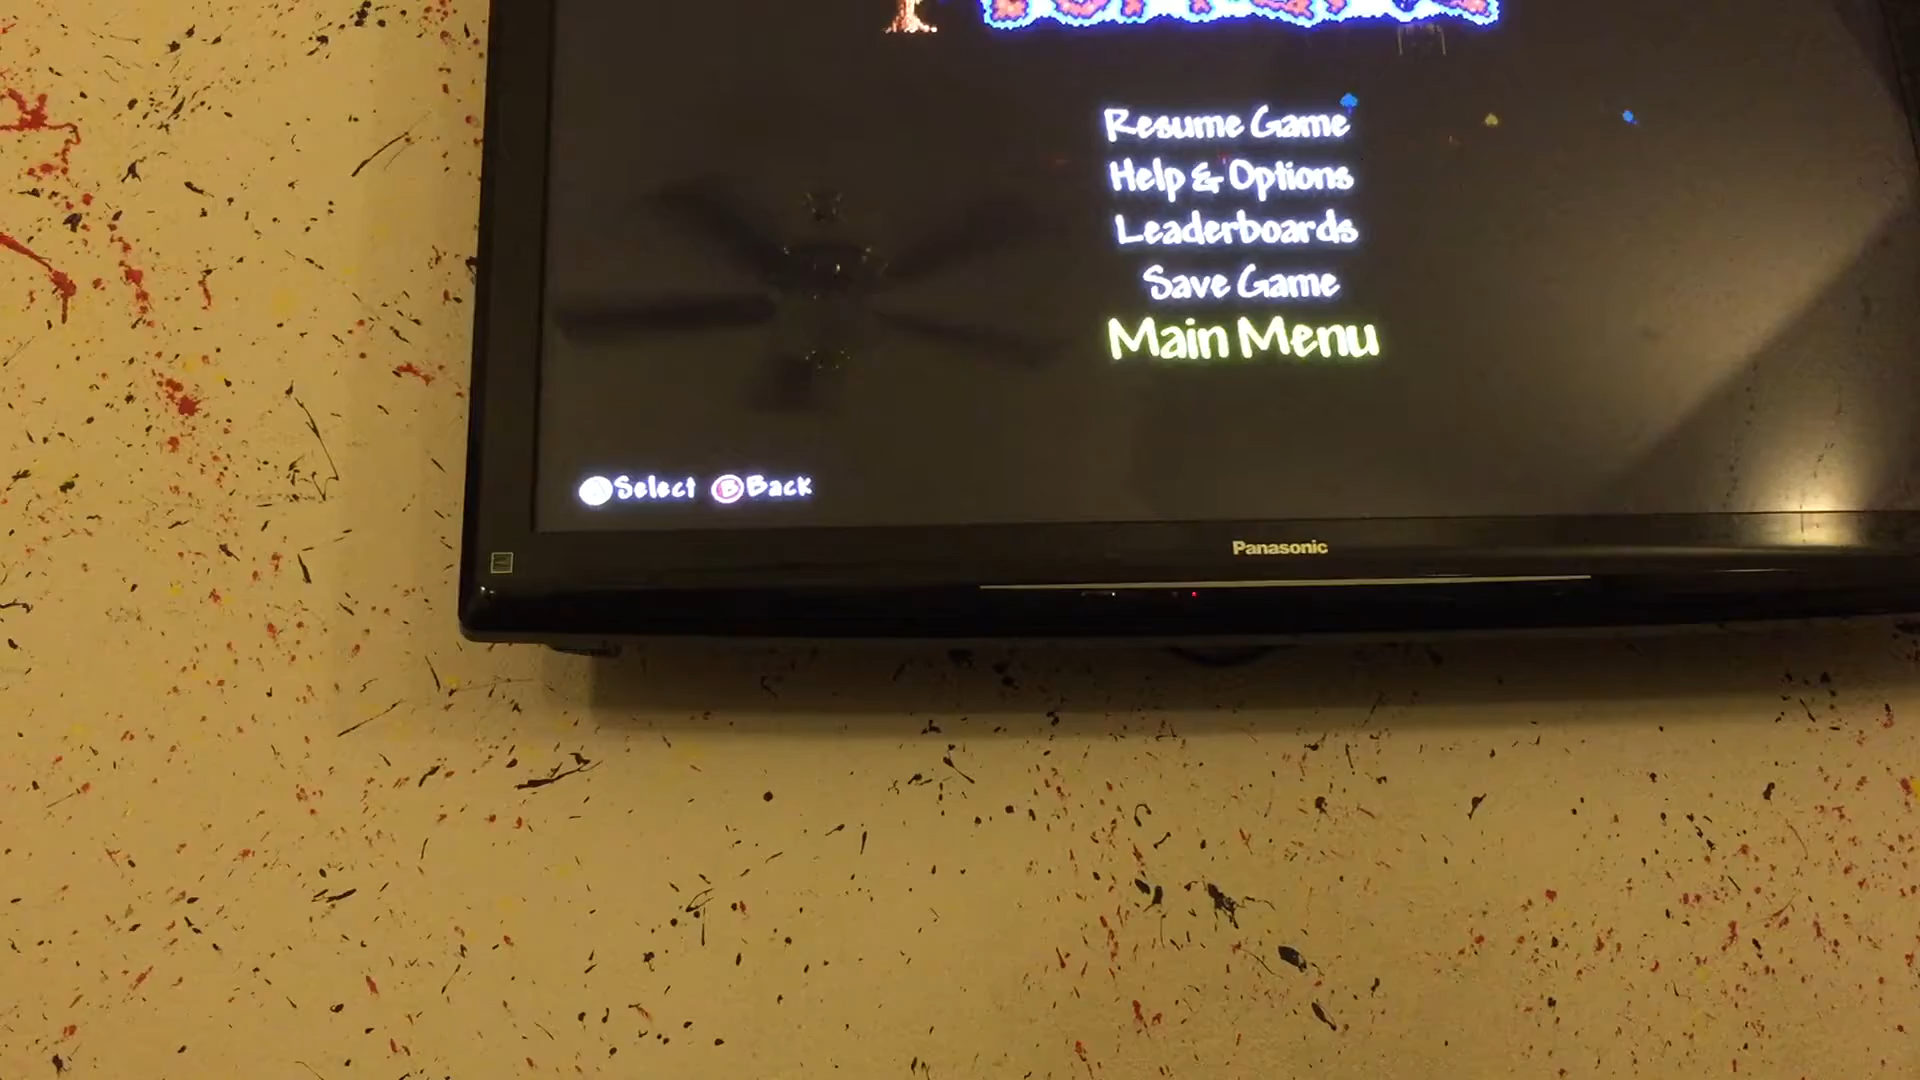 Resume Game
Help & Options
Leaderboards
Save Game
Main Menu
Select B Back
Panasonic